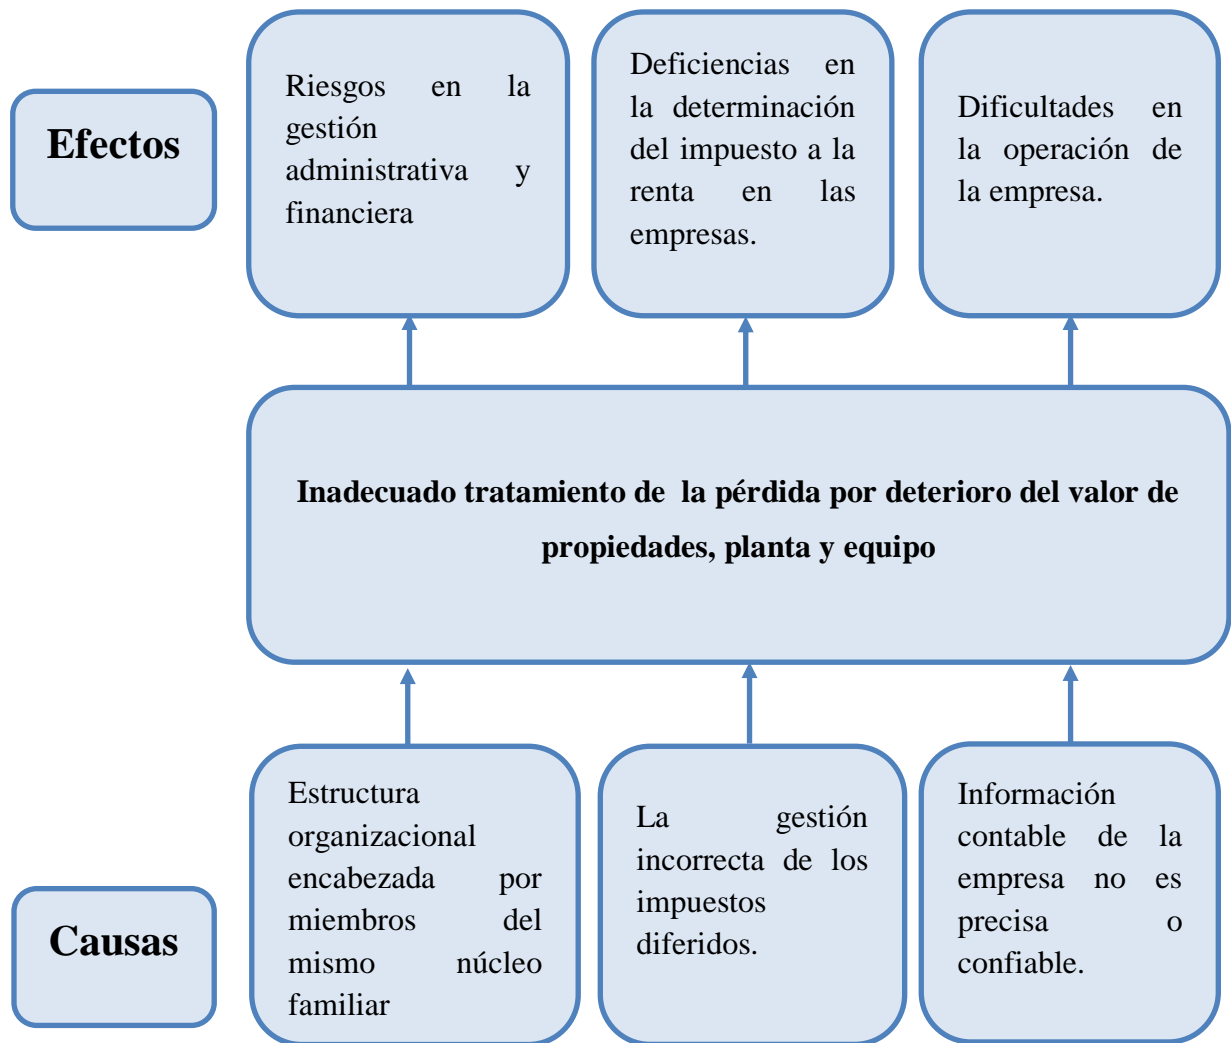 Efectos
Riesgos en la
gestión
administrativa y
financiera
Deficiencias en
la determinación
del impuesto a la
renta en las
empresas.
Dificultades en
la operación de
la empresa.
Inadecuado tratamiento de la pérdida por deterioro del valor de
propiedades, planta y equipo
Causas
Estructura
organizacional
encabezada por
miembros del
mismo núcleo
familiar
La gestión
incorrecta de los
impuestos
diferidos.
Información
contable de la
empresa no es
precisa o
confiable.